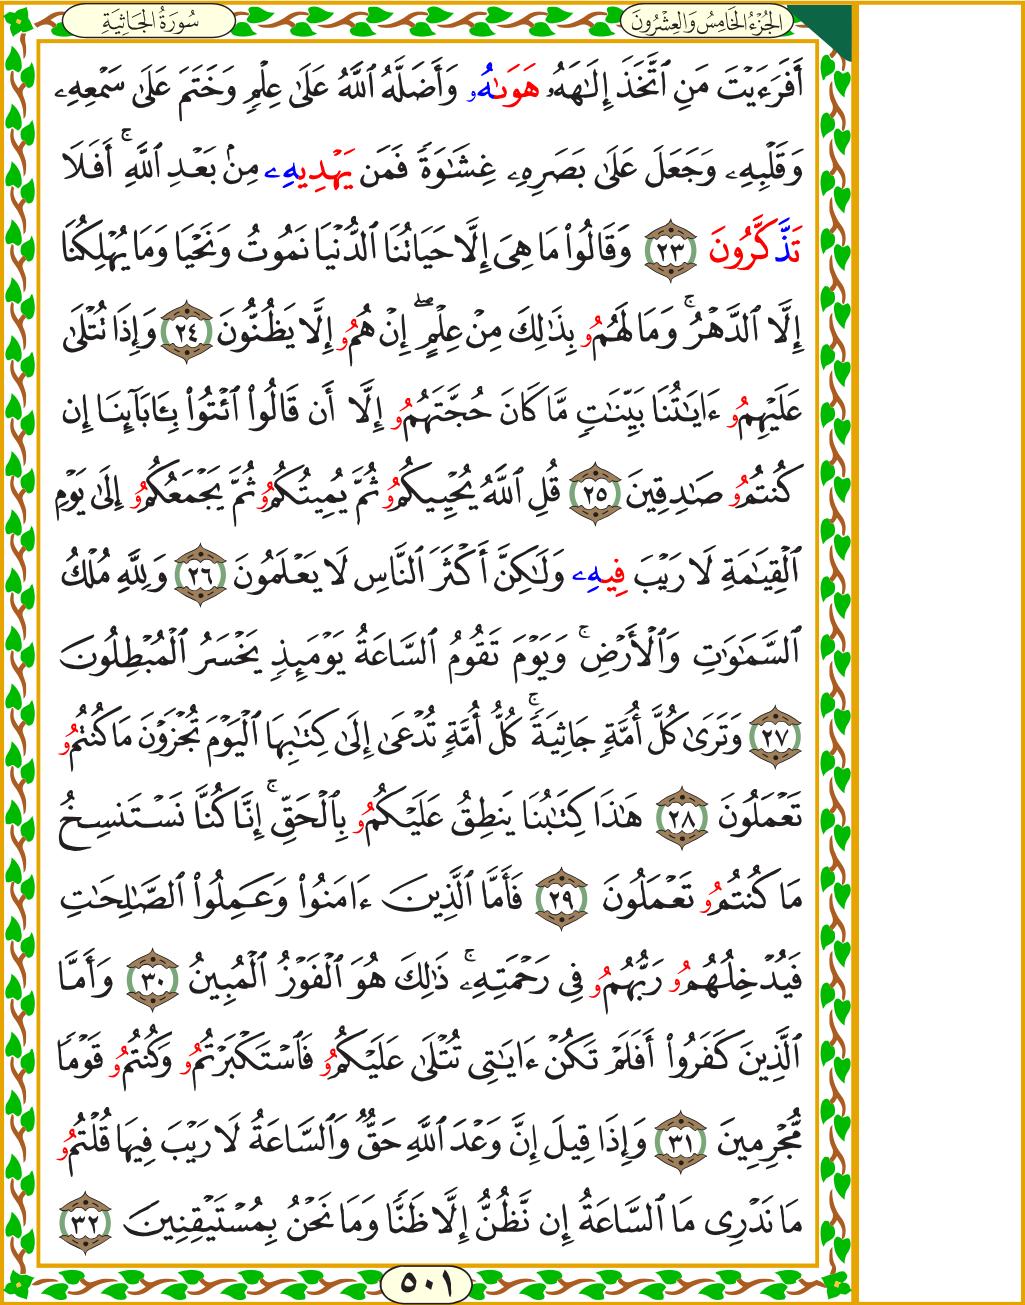 سُورَةُ الجَاثِيَةِ
الجُزْءُ الخَامِسُ وَالعِشْرُونَ
أَفَرَءَيْتَ مَنِ ٱتَّخَذَ إِلَٰهَهُۥ هَوَىٰهُۥ وَأَضَلَّهُ ٱللَّهُ عَلَىٰ عِلْمٍ وَخَتَمَ عَلَىٰ سَمْعِهِۦ
وَقَلْبِهِۦ وَجَعَلَ عَلَىٰ بَصَرِهِۦ غِشَٰوَةً فَمَن يَهْدِيهِۦ مِنۢ بَعْدِ ٱللَّهِ ۚ أَفَلَا
تَذَّكَّرُونَ ٢٣ وَقَالُوا۟ مَا هِىَ إِلَّا حَيَاتُنَا ٱلدُّنْيَا نَمُوتُ وَنَحْيَا وَمَا يُهْلِكُنَا
إِلَّا ٱلدَّهْرُ ۚ وَمَا لَهُمُۥ بِذَٰلِكَ مِنْ عِلْمٍ ۖ إِنْ هُمُۥ إِلَّا يَظُنُّونَ ٢٤ وَإِذَا تُتْلَىٰ
عَلَيْهِمُۥ ءَايَٰتُنَا بَيِّنَٰتٍ مَّا كَانَ حُجَّتَهُمُۥ إِلَّا أَن قَالُوا۟ ٱئْتُوا۟ بِـَٔابَآئِنَا إِن
كُنتُمُۥ صَٰدِقِينَ ٢٥ قُلِ ٱللَّهُ يُحْيِيكُمُۥ ثُمَّ يُمِيتُكُمُۥ ثُمَّ يَجْمَعُكُمُۥ إِلَىٰ يَوْمِ
ٱلْقِيَٰمَةِ لَا رَيْبَ فِيهِۦ وَلَٰكِنَّ أَكْثَرَ ٱلنَّاسِ لَا يَعْلَمُونَ ٢٦ وَلِلَّهِ مُلْكُ
ٱلسَّمَٰوَٰتِ وَٱلْأَرْضِ ۚ وَيَوْمَ تَقُومُ ٱلسَّاعَةُ يَوْمَئِذٍ يَخْسَرُ ٱلْمُبْطِلُونَ
٢٧ وَتَرَىٰ كُلَّ أُمَّةٍ جَاثِيَةً ۚ كُلُّ أُمَّةٍ تُدْعَىٰ إِلَىٰ كِتَٰبِهَا ٱلْيَوْمَ تُجْزَوْنَ مَا كُنتُمُۥ
تَعْمَلُونَ ٢٨ هَٰذَا كِتَٰبُنَا يَنطِقُ عَلَيْكُمُۥ بِٱلْحَقِّ ۚ إِنَّا كُنَّا نَسْتَنسِخُ
مَا كُنتُمُۥ تَعْمَلُونَ ٢٩ فَأَمَّا ٱلَّذِينَ ءَامَنُوا۟ وَعَمِلُوا۟ ٱلصَّٰلِحَٰتِ
فَيُدْخِلُهُمُۥ رَبُّهُمُۥ فِى رَحْمَتِهِۦ ۚ ذَٰلِكَ هُوَ ٱلْفَوْزُ ٱلْمُبِينُ ٣٠ وَأَمَّا
ٱلَّذِينَ كَفَرُوا۟ أَفَلَمْ تَكُنْ ءَايَٰتِى تُتْلَىٰ عَلَيْكُمُۥ فَٱسْتَكْبَرْتُمُۥ وَكُنتُمُۥ قَوْمًا
مُّجْرِمِينَ ٣١ وَإِذَا قِيلَ إِنَّ وَعْدَ ٱللَّهِ حَقٌّ وَٱلسَّاعَةُ لَا رَيْبَ فِيهَا قُلْتُمُۥ
مَا نَدْرِى مَا ٱلسَّاعَةُ إِن نَّظُنُّ إِلَّا ظَنًّا وَمَا نَحْنُ بِمُسْتَيْقِنِينَ ٣٢
٥٠١